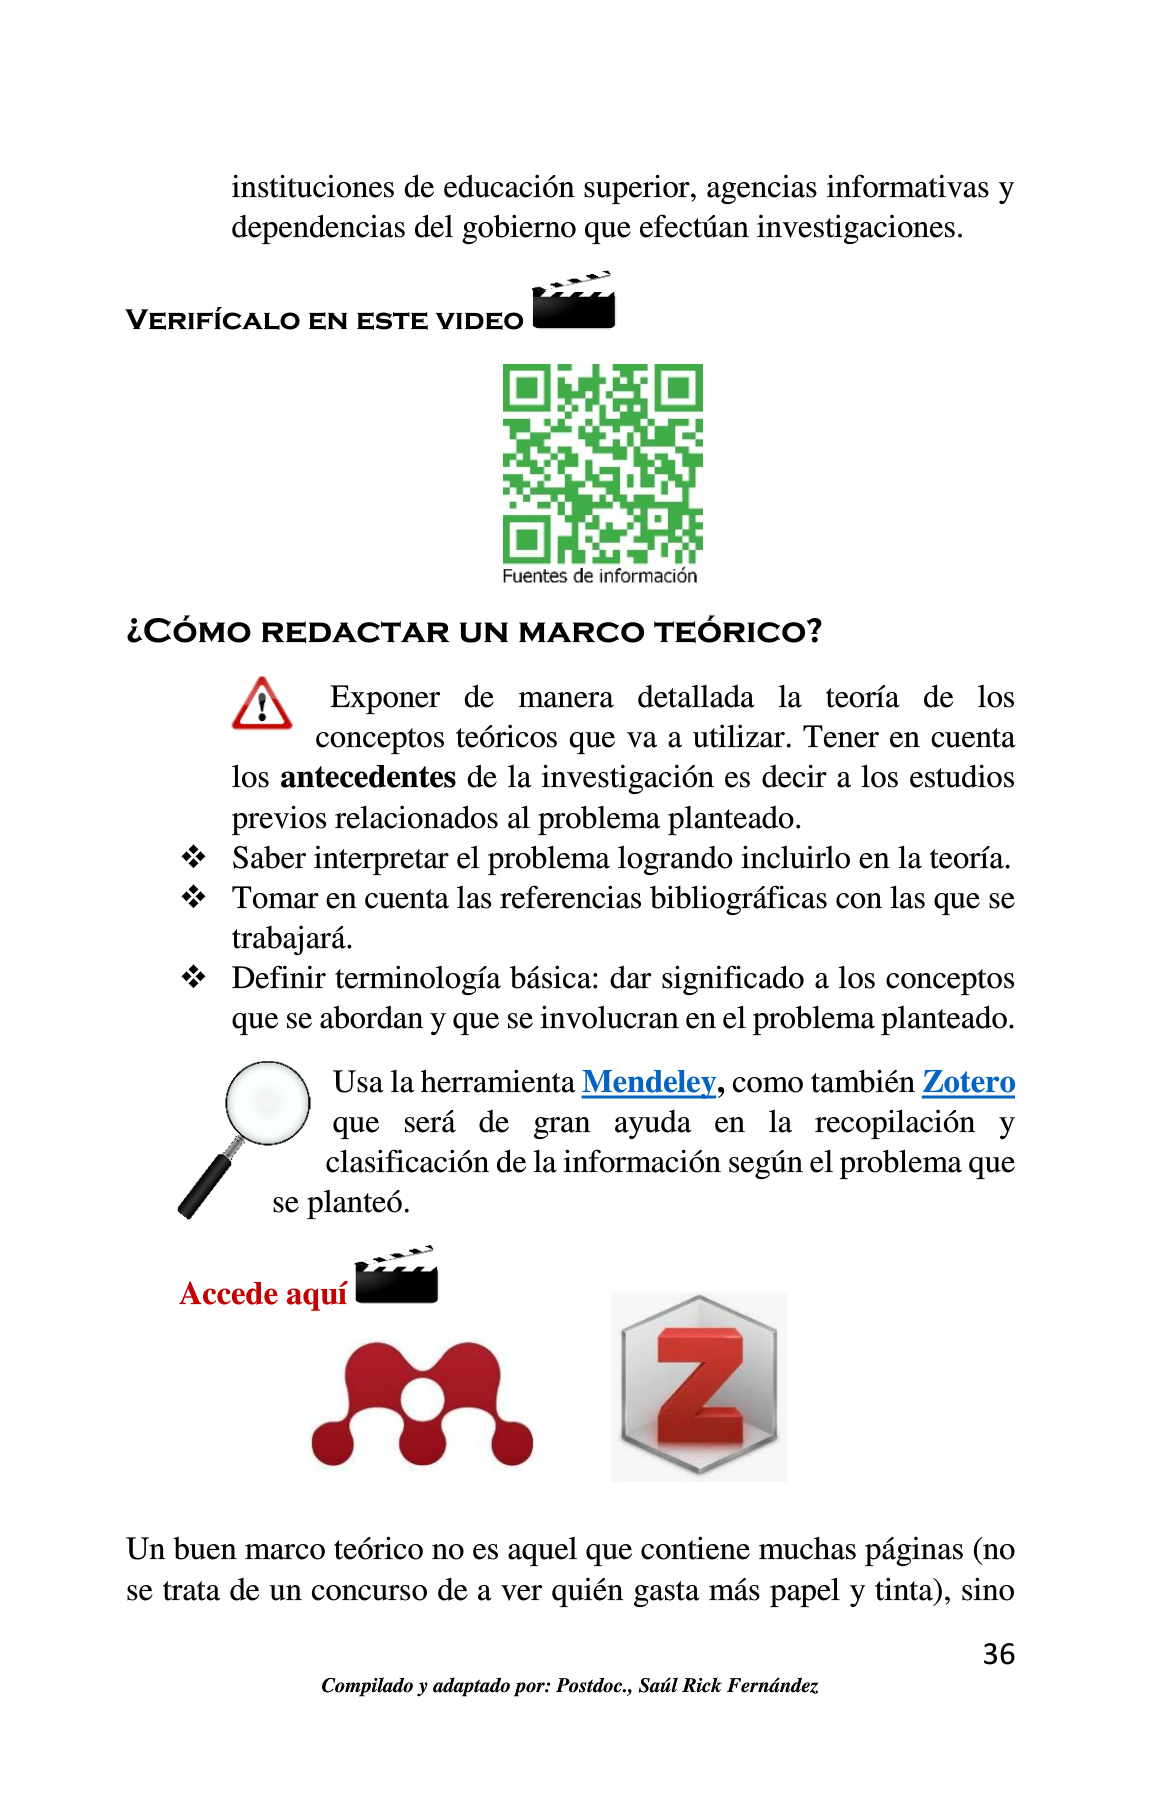 instituciones de educación superior, agencias informativas y
dependencias del gobierno que efectúan investigaciones.
VERIFÍCALO EN ESTE VIDEO
Fuentes de información
¿CÓMO REDACTAR UN MARCO TEÓRICO?
Exponer de manera detallada la teoría de los
conceptos teóricos que va a utilizar. Tener en cuenta
los antecedentes de la investigación es decir a los estudios
previos relacionados al problema planteado.
❖ Saber interpretar el problema logrando incluirlo en la teoría.
❖ Tomar en cuenta las referencias bibliográficas con las que se
trabajará.
❖ Definir terminología básica: dar significado a los conceptos
que se abordan y que se involucran en el problema planteado.
Usa la herramienta Mendeley, como también Zotero
que será de gran ayuda en la recopilación y
clasificación de la información según el problema que
se planteó.
Accede aquí
Z
Un buen marco teórico no es aquel que contiene muchas páginas (no
se trata de un concurso de a ver quién gasta más papel y tinta), sino
36
Compilado y adaptado por: Postdoc., Saúl Rick Fernández